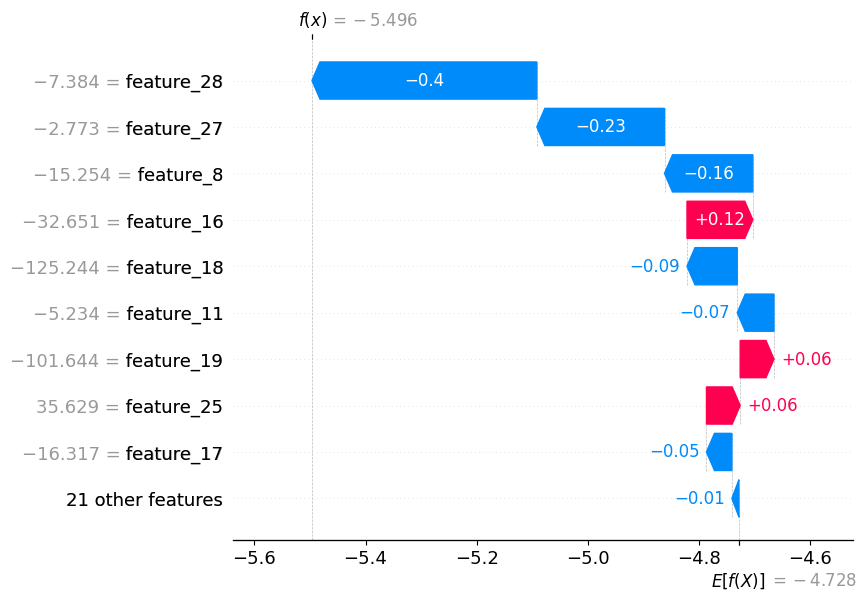 f(x) = −5.496
−7.384 = feature_28
−0.4
−2.773 = feature_27
−0.23
−15.254 = feature_8
−0.16
−32.651 = feature_16
+0.12
−125.244 = feature_18
−0.09
−5.234 = feature_11
−0.07
−101.644 = feature_19
+0.06
35.629 = feature_25
+0.06
−16.317 = feature_17
−0.05
21 other features
−0.01
−5.6 −5.4 −5.2 −5.0 −4.8 −4.6
E[f(X)] = −4.728